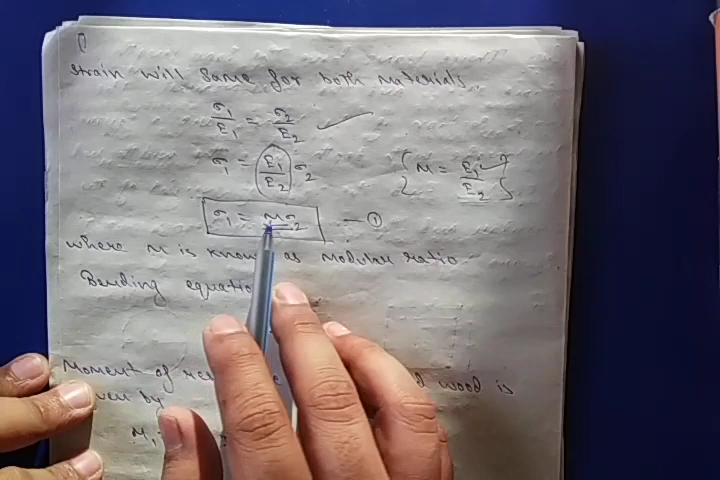 strain will same for both materials.
σ1/E1 = σ2/E2
σ1 = E1/E2 σ2 { m = E1/E2 }
σ1 = mσ2 — ①
where m is known as modular ratio
Bending equation
Moment of wood is
by
M1